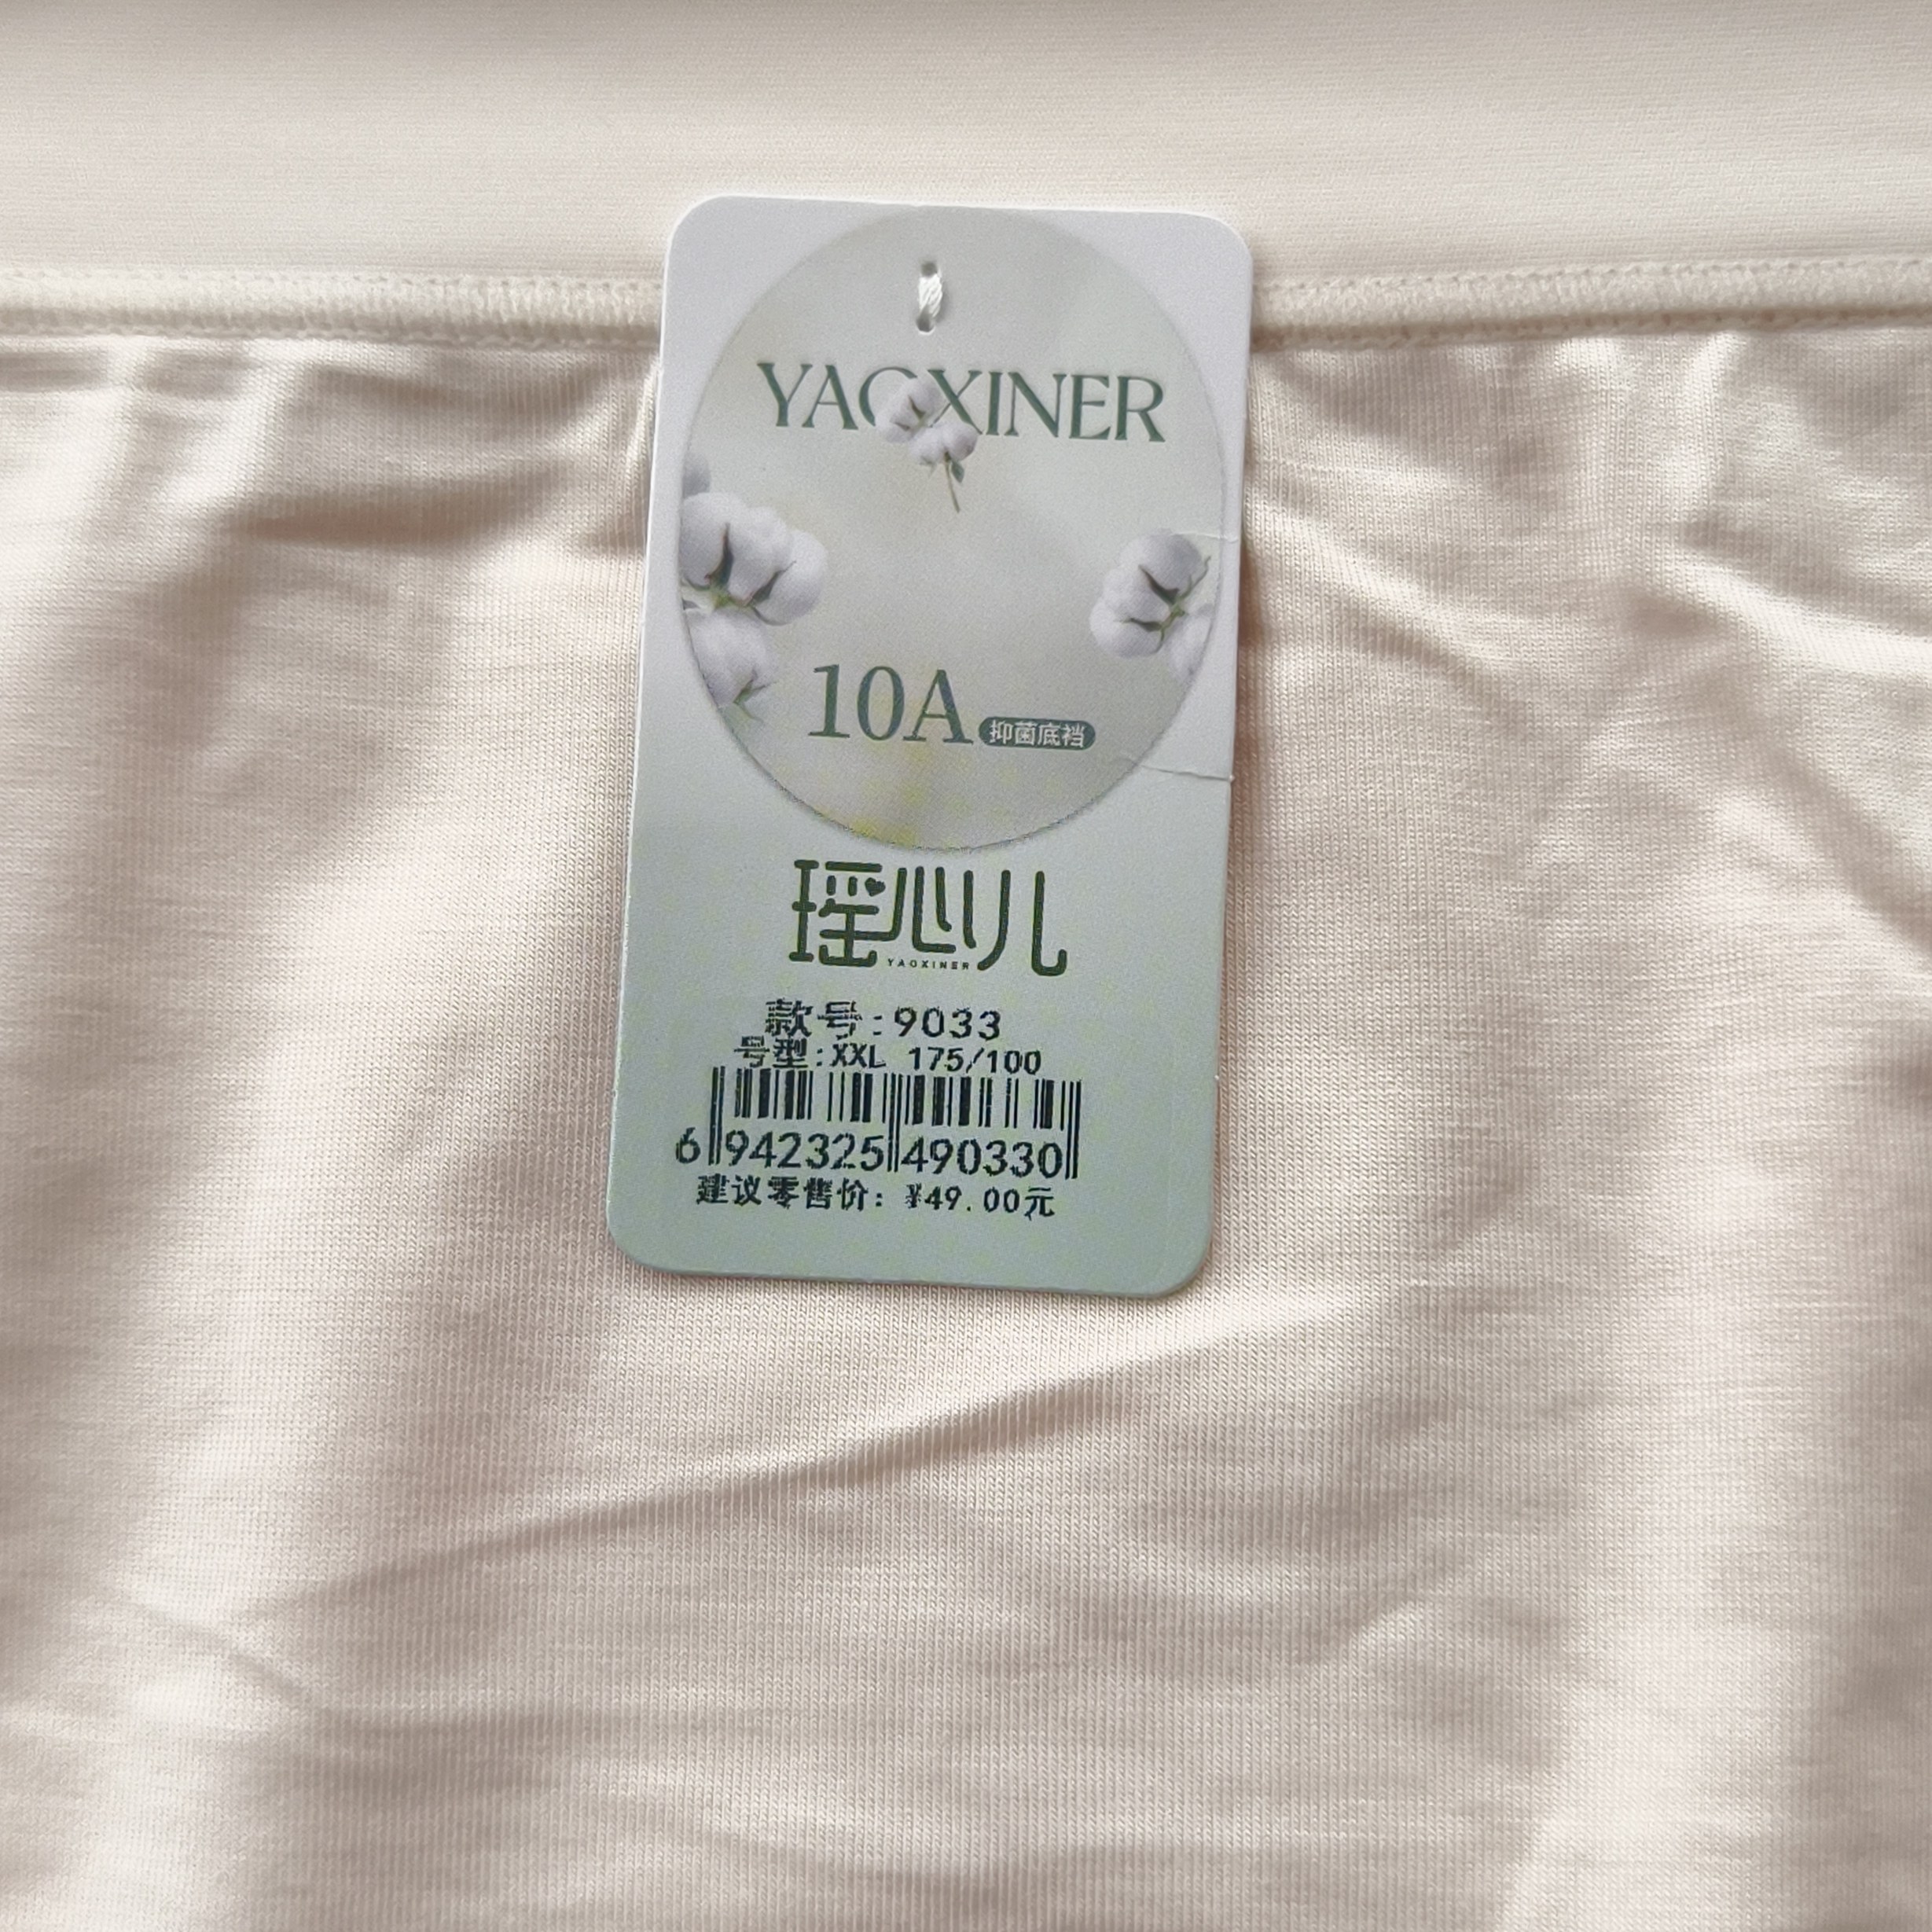 YAOXINER
10A 抑菌底裆
瑶心儿
YAOXINER
款号:9033
号型:XXL 175/100
6 942325 490330
建议零售价: ¥49.00元